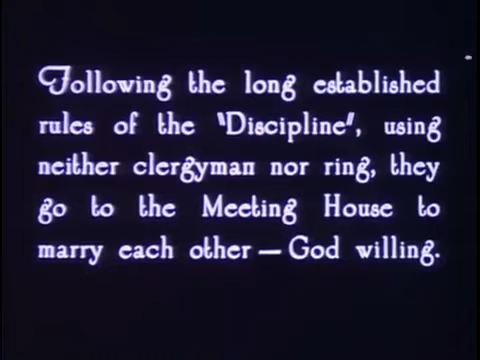 Following the long established
rules of the "Discipline", using
neither clergyman nor ring, they
go to the Meeting House to
marry each other — God willing.